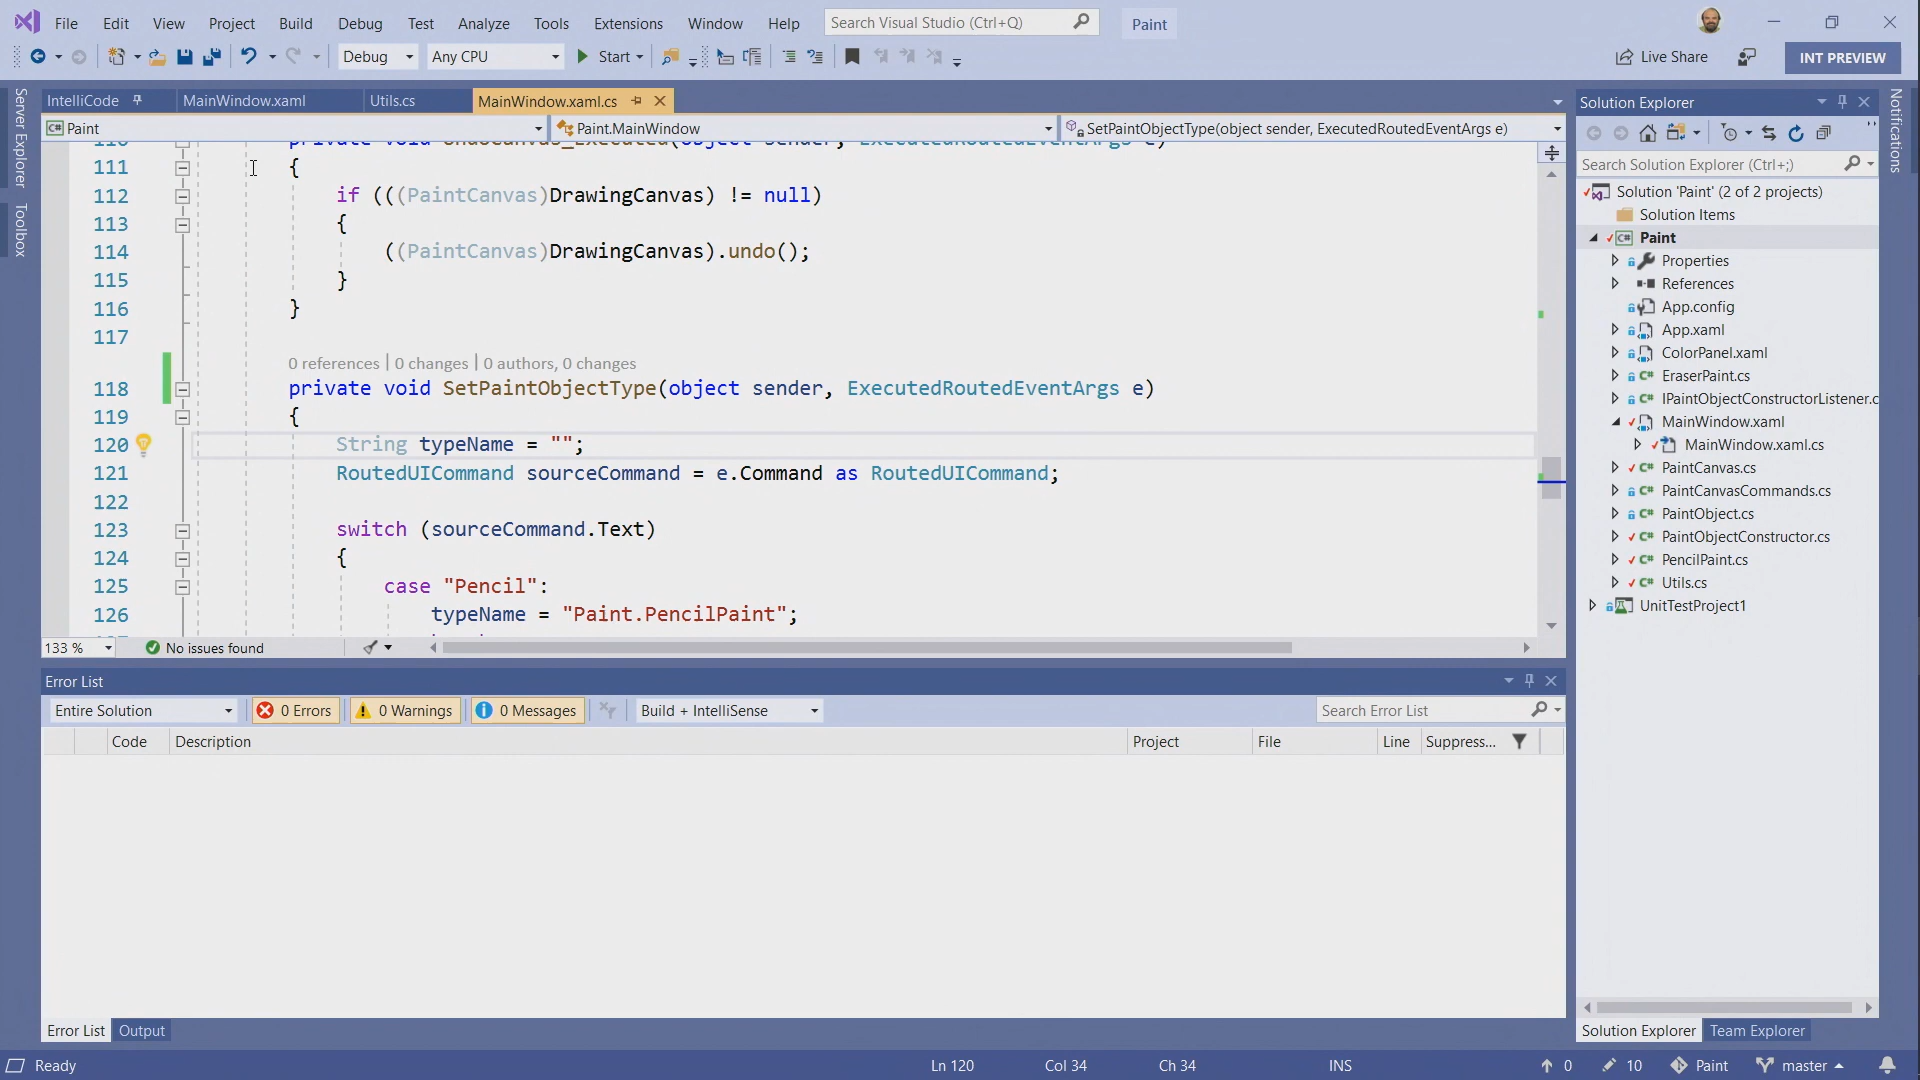 File Edit View Project Build Debug Test Analyze Tools Extensions Window Help Search Visual Studio (Ctrl+Q) Paint
Debug Any CPU Start Live Share INT PREVIEW
Server Explorer
Toolbox
IntelliCode MainWindow.xaml Utils.cs MainWindow.xaml.cs
Paint Paint.MainWindow SetPaintObjectType(object sender, ExecutedRoutedEventArgs e)
110 private void UndoCanvas_Executed(object sender, ExecutedRoutedEventArgs e)
111 {
112 if (((PaintCanvas)DrawingCanvas) != null)
113 {
114 ((PaintCanvas)DrawingCanvas).undo();
115 }
116 }
117
0 references | 0 changes | 0 authors, 0 changes
118 private void SetPaintObjectType(object sender, ExecutedRoutedEventArgs e)
119 {
120 String typeName = "";
121 RoutedUICommand sourceCommand = e.Command as RoutedUICommand;
122
123 switch (sourceCommand.Text)
124 {
125 case "Pencil":
126 typeName = "Paint.PencilPaint";
133 % No issues found
Error List
Entire Solution 0 Errors 0 Warnings 0 Messages Build + IntelliSense Search Error List
Code Description Project File Line Suppress...
Error List Output
Solution Explorer
Search Solution Explorer (Ctrl+;)
Solution 'Paint' (2 of 2 projects)
Solution Items
C# Paint
Properties
References
App.config
App.xaml
ColorPanel.xaml
C# EraserPaint.cs
C# IPaintObjectConstructorListener.c
MainWindow.xaml
MainWindow.xaml.cs
C# PaintCanvas.cs
C# PaintCanvasCommands.cs
C# PaintObject.cs
C# PaintObjectConstructor.cs
C# PencilPaint.cs
C# Utils.cs
UnitTestProject1
Solution Explorer Team Explorer
Notifications
Ready Ln 120 Col 34 Ch 34 INS 0 10 Paint master